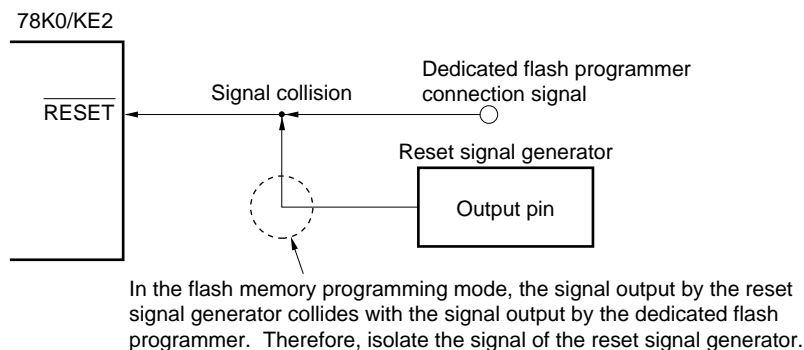 78K0/KE2
Signal collision
Dedicated flash programmer
connection signal
RESET
Reset signal generator
Output pin
In the flash memory programming mode, the signal output by the reset
signal generator collides with the signal output by the dedicated flash
programmer.  Therefore, isolate the signal of the reset signal generator.